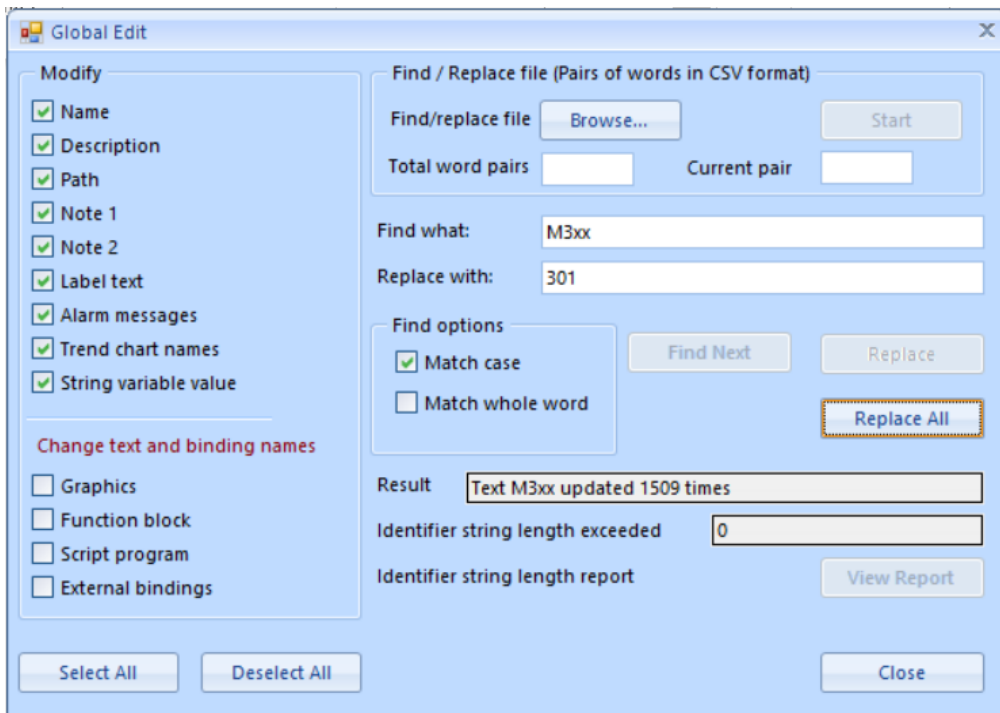 Global Edit
Modify
Name
Description
Path
Note 1
Note 2
Label text
Alarm messages
Trend chart names
String variable value
Change text and binding names
Graphics
Function block
Script program
External bindings
Select All
Deselect All
Find / Replace file (Pairs of words in CSV format)
Find/replace file
Browse...
Start
Total word pairs
Current pair
Find what:
M3xx
Replace with:
301
Find options
Match case
Match whole word
Find Next
Replace
Replace All
Result
Text M3xx updated 1509 times
Identifier string length exceeded
0
Identifier string length report
View Report
Close